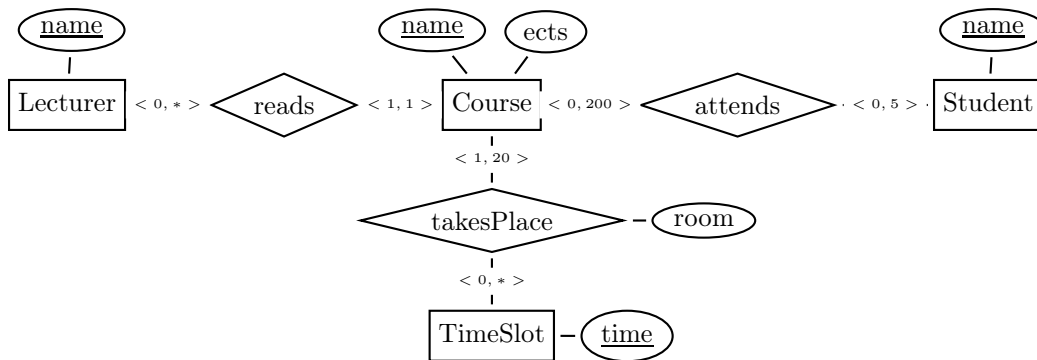 name name ects name
Lecturer < 0, * > reads < 1, 1 > Course < 0, 200 > attends < 0, 5 > Student
< 1, 20 >
takesPlace room
< 0, * >
TimeSlot time